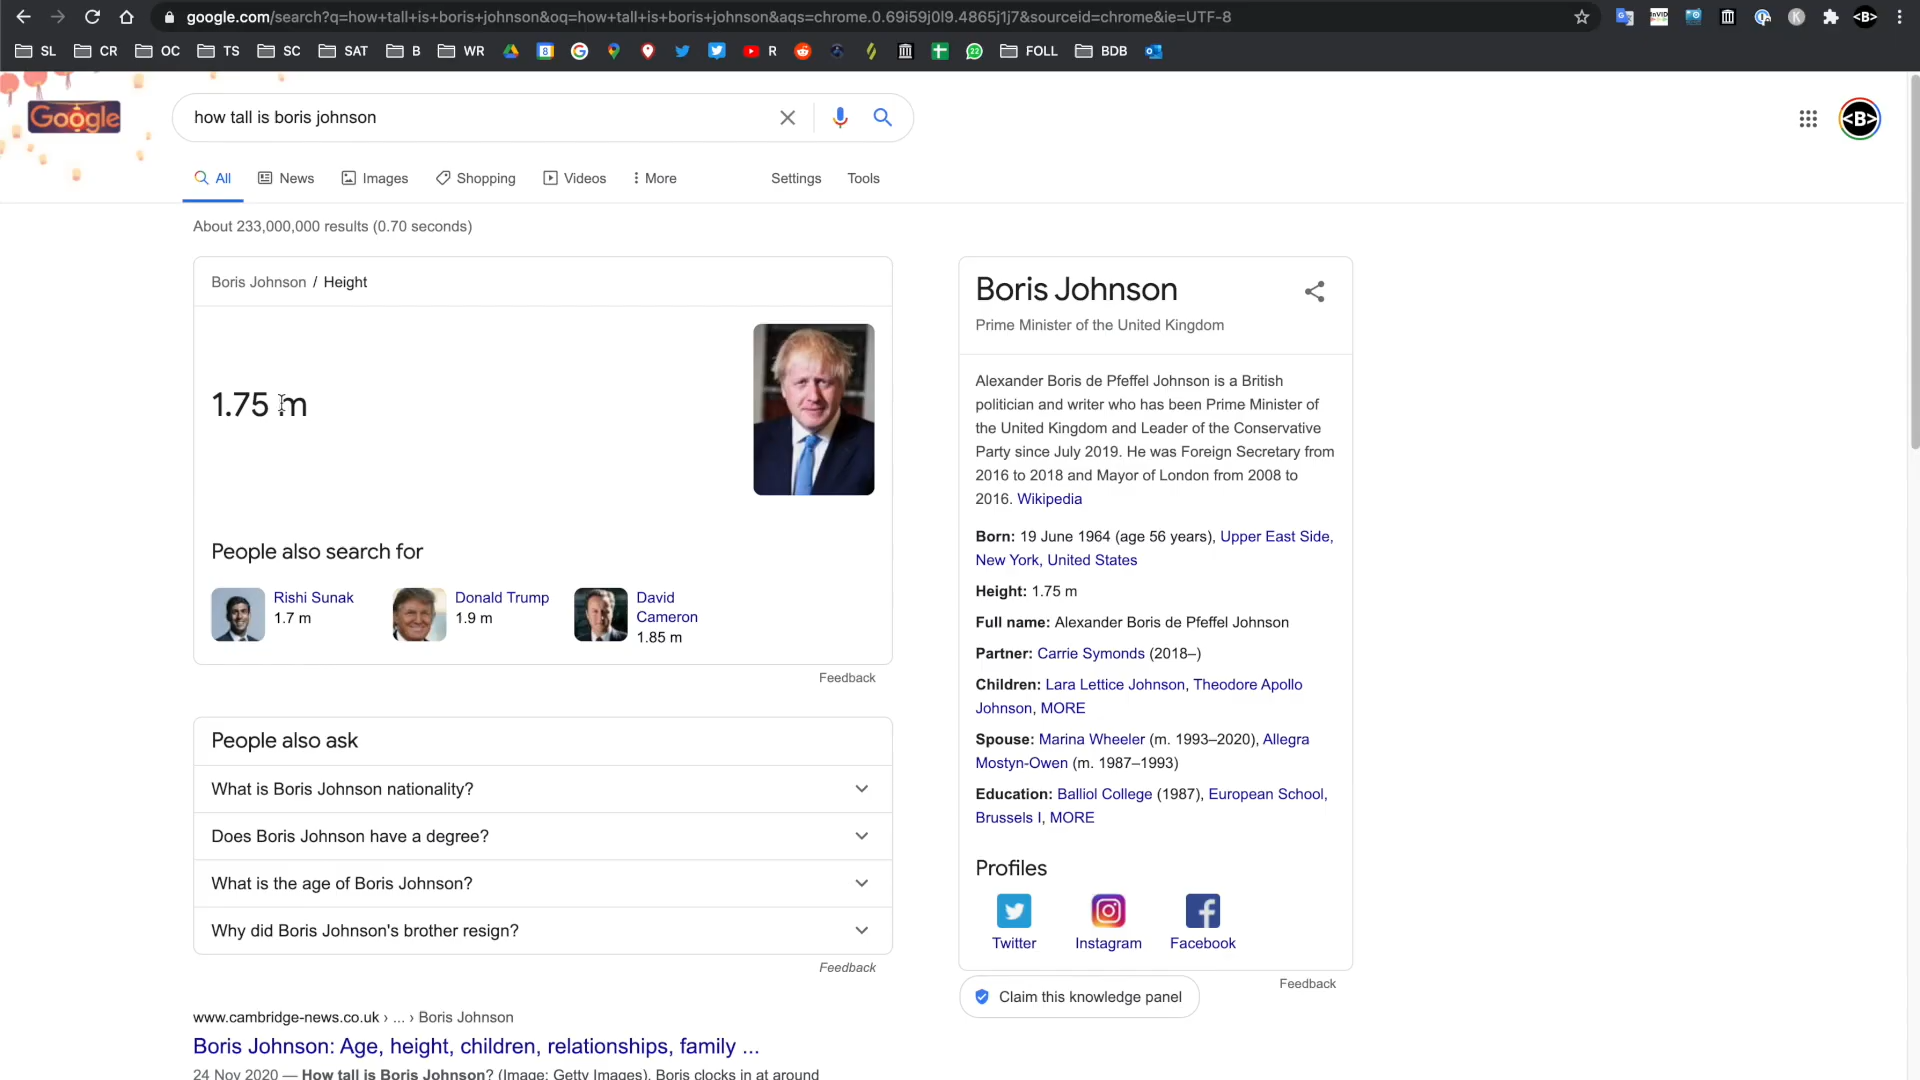 google.com/search?q=how+tall+is+boris+johnson&oq=how+tall+is+boris+johnson&aqs=chrome.0.69i59j0l9.4865j1j7&sourceid=chrome&ie=UTF-8
SL CR OC TS SC SAT B WR R FOLL BDB
Google
how tall is boris johnson
<B>
All News Images Shopping Videos More Settings Tools
About 233,000,000 results (0.70 seconds)
Boris Johnson / Height
1.75 m
People also search for
Rishi Sunak
1.7 m
Donald Trump
1.9 m
David
Cameron
1.85 m
Feedback
People also ask
What is Boris Johnson nationality?
Does Boris Johnson have a degree?
What is the age of Boris Johnson?
Why did Boris Johnson's brother resign?
Feedback
www.cambridge-news.co.uk › ... › Boris Johnson
Boris Johnson: Age, height, children, relationships, family ...
24 Nov 2020 — How tall is Boris Johnson? (Image: Getty Images). Boris clocks in at around
Boris Johnson
Prime Minister of the United Kingdom
Alexander Boris de Pfeffel Johnson is a British
politician and writer who has been Prime Minister of
the United Kingdom and Leader of the Conservative
Party since July 2019. He was Foreign Secretary from
2016 to 2018 and Mayor of London from 2008 to
2016. Wikipedia
Born: 19 June 1964 (age 56 years), Upper East Side,
New York, United States
Height: 1.75 m
Full name: Alexander Boris de Pfeffel Johnson
Partner: Carrie Symonds (2018–)
Children: Lara Lettice Johnson, Theodore Apollo
Johnson, MORE
Spouse: Marina Wheeler (m. 1993–2020), Allegra
Mostyn-Owen (m. 1987–1993)
Education: Balliol College (1987), European School,
Brussels I, MORE
Profiles
Twitter Instagram Facebook
Feedback
Claim this knowledge panel